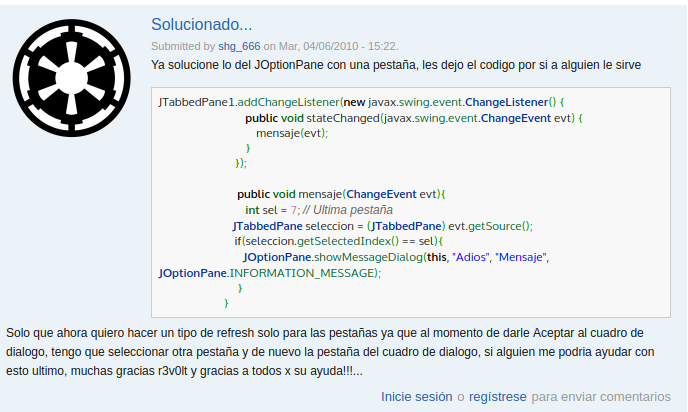 Solucionado...
Submitted by shg_666 on Mar, 04/06/2010 - 15:22.
Ya solucione lo del JOptionPane con una pestaña, les dejo el codigo por si a alguien le sirve
JTabbedPane1.addChangeListener(new javax.swing.event.ChangeListener() {
public void stateChanged(javax.swing.event.ChangeEvent evt) {
mensaje(evt);
}
});
public void mensaje(ChangeEvent evt){
int sel = 7; // Ultima pestaña
JTabbedPane seleccion = (JTabbedPane) evt.getSource();
if(seleccion.getSelectedIndex() == sel){
JOptionPane.showMessageDialog(this, "Adios", "Mensaje",
JOptionPane.INFORMATION_MESSAGE);
}
}
Solo que ahora quiero hacer un tipo de refresh solo para las pestañas ya que al momento de darle Aceptar al cuadro de
dialogo, tengo que seleccionar otra pestaña y de nuevo la pestaña del cuadro de dialogo, si alguien me podria ayudar con
esto ultimo, muchas gracias r3v0lt y gracias a todos x su ayuda!!!...
Inicie sesión o regístrese para enviar comentarios